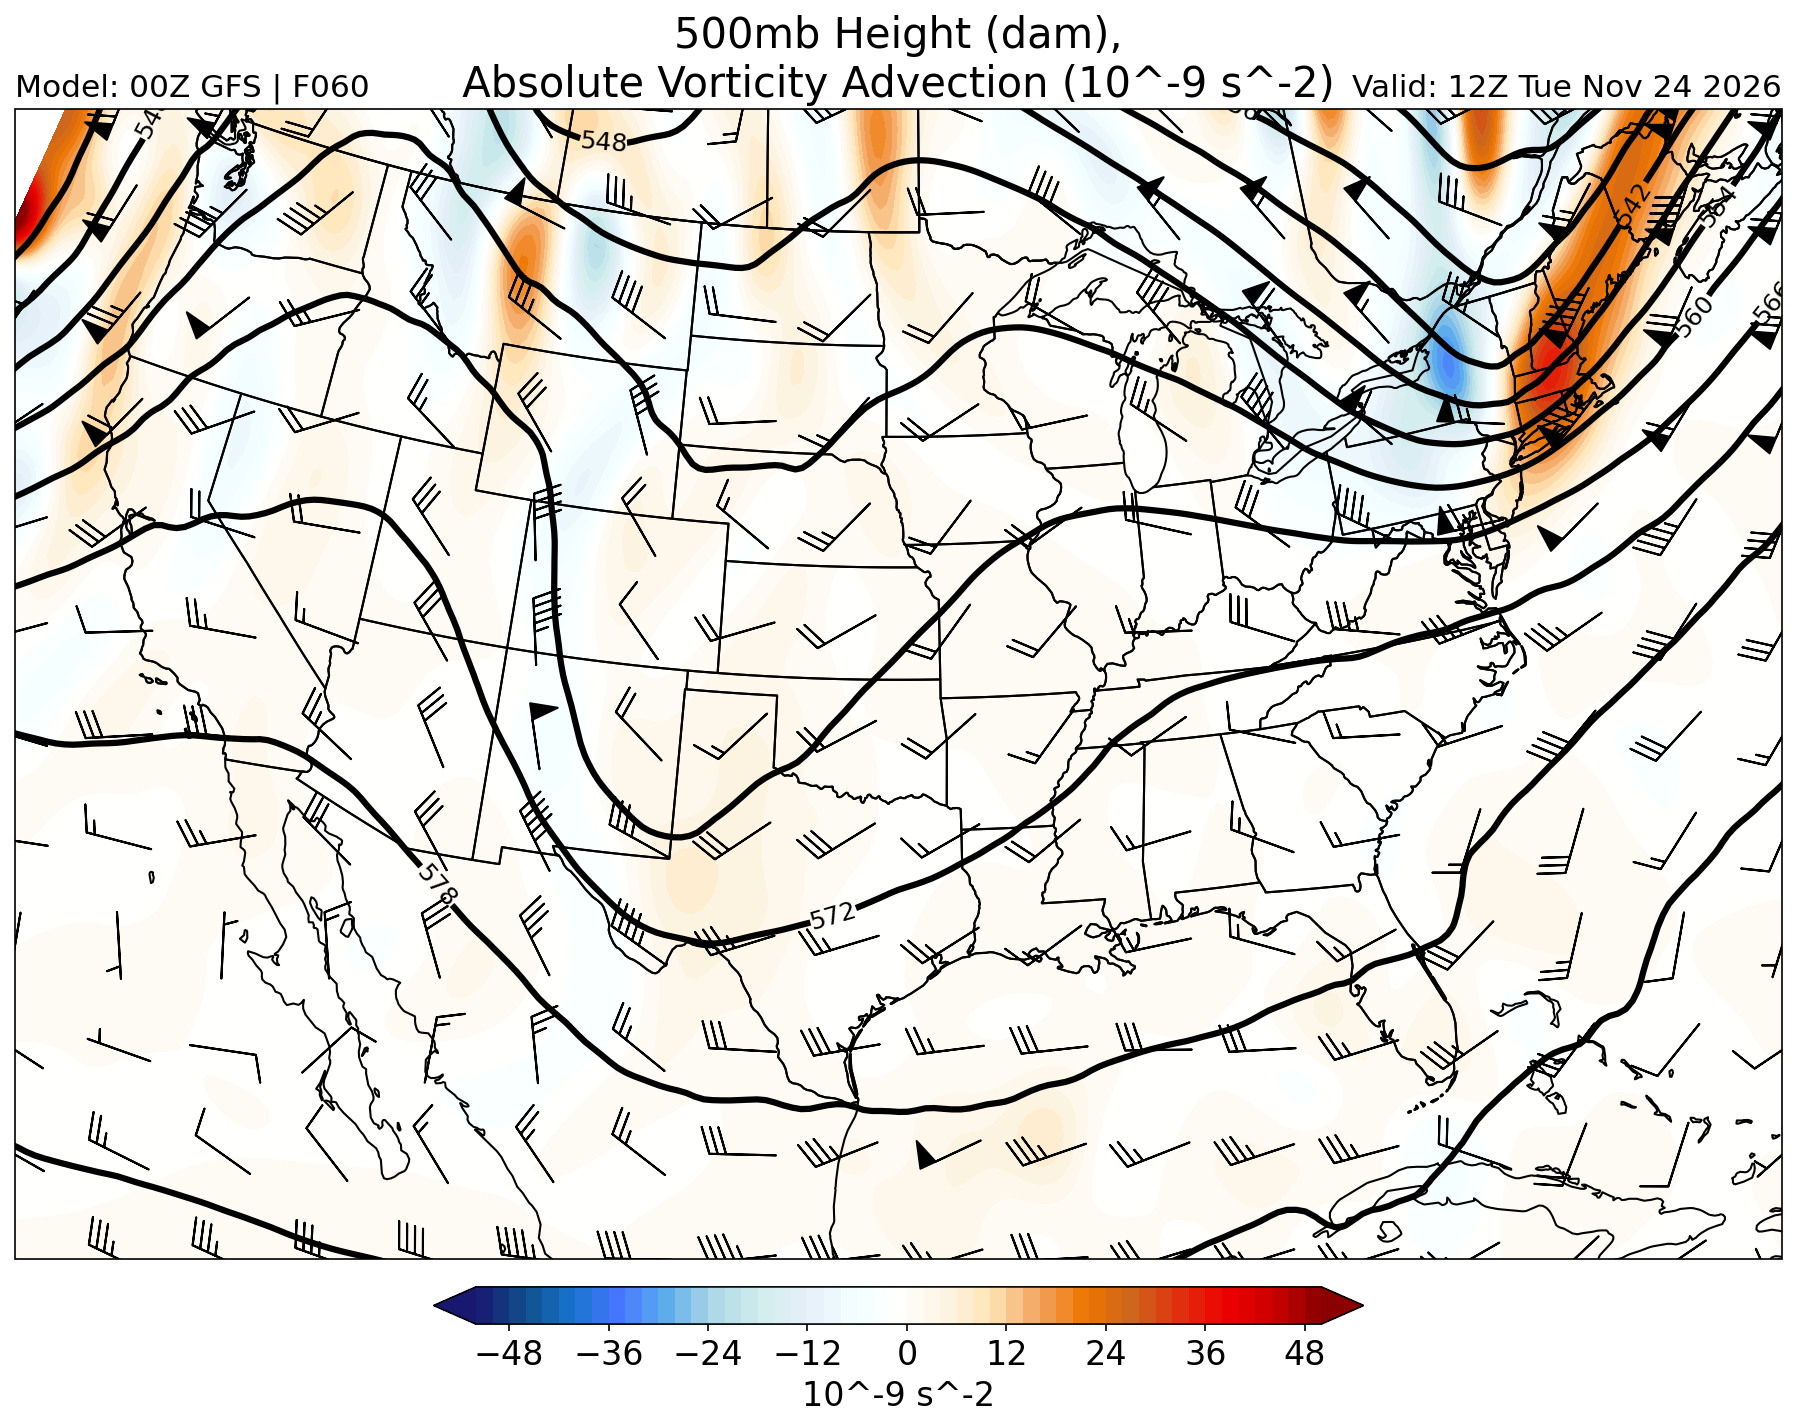 500mb Height (dam),
Model: 00Z GFS | F060
Absolute Vorticity Advection (10^-9 s^-2)
Valid: 12Z Tue Nov 24 2026
548
542
564
560
566
578
572
−48 −36 −24 −12 0 12 24 36 48
10^-9 s^-2